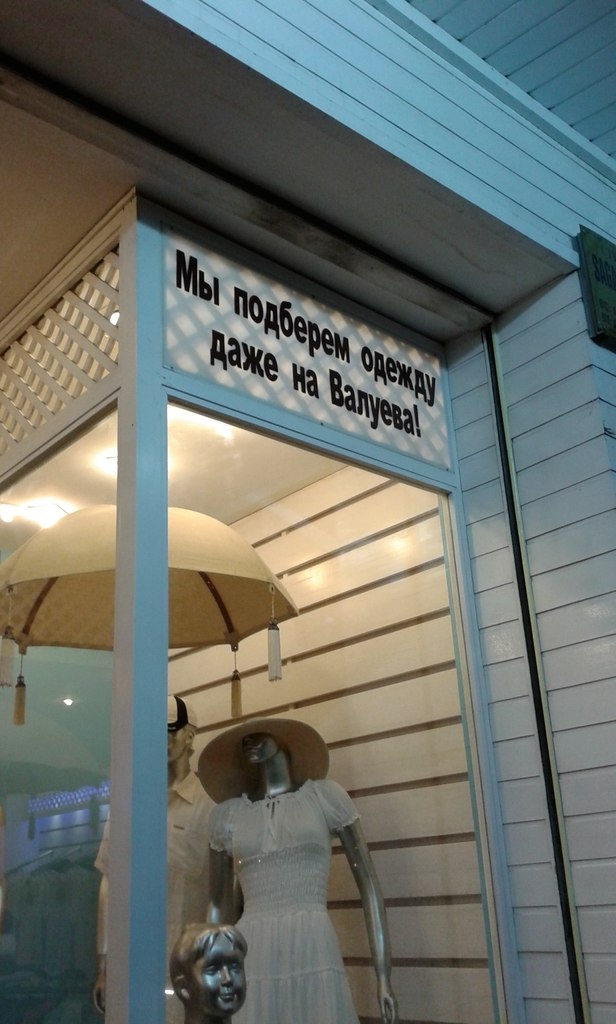 Мы подберем одежду
даже на Валуева!